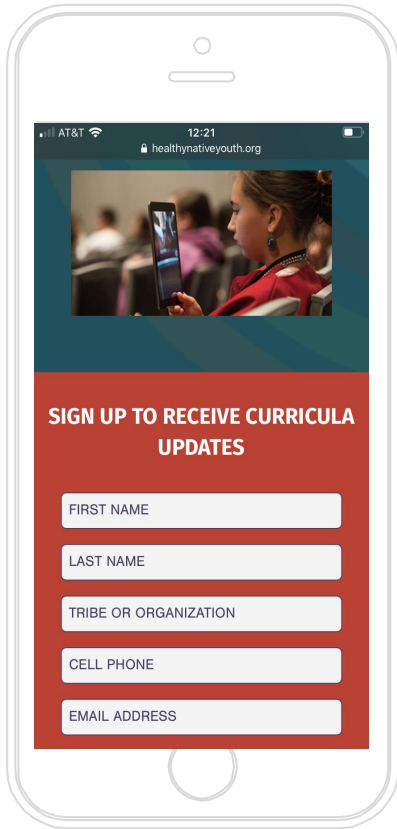 AT&T 12:21
healthynativeyouth.org
SIGN UP TO RECEIVE CURRICULA
UPDATES
FIRST NAME
LAST NAME
TRIBE OR ORGANIZATION
CELL PHONE
EMAIL ADDRESS